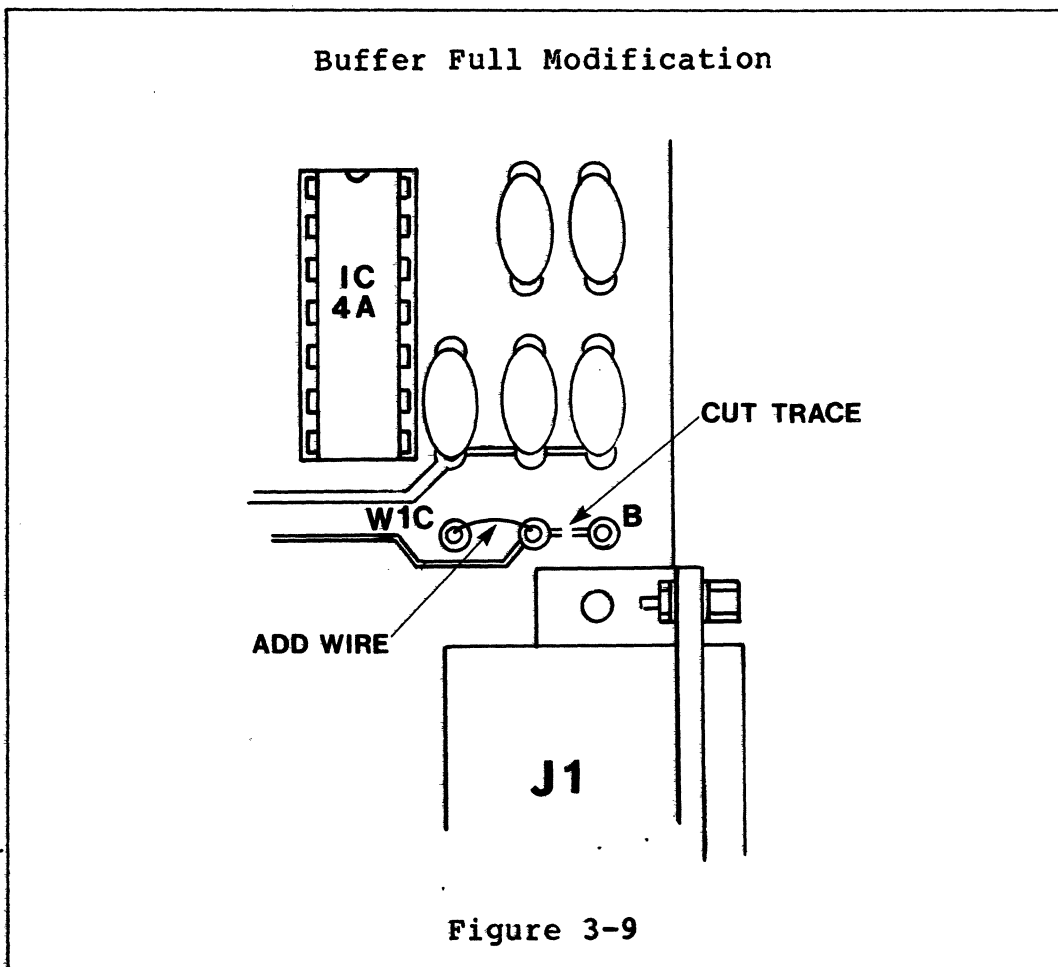 Buffer Full Modification
IC
4A
CUT TRACE
W1C
B
ADD WIRE
J1
Figure 3-9